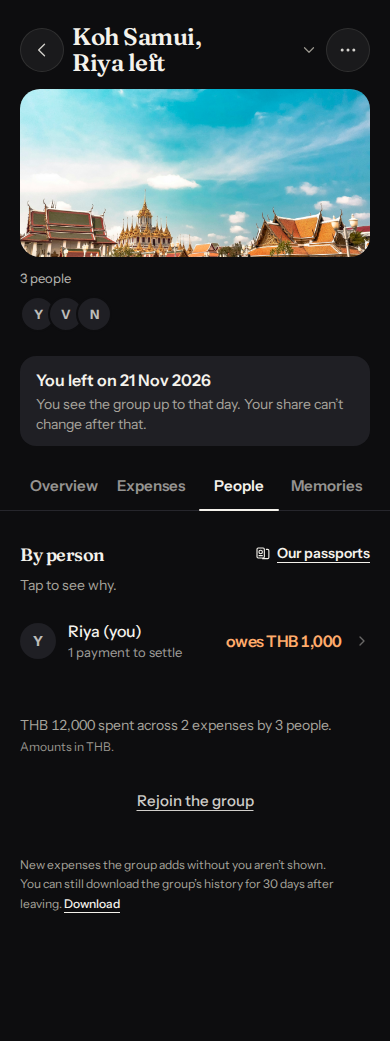 Koh Samui,
Riya left
3 people
Y V N
You left on 21 Nov 2026
You see the group up to that day. Your share can't
change after that.
Overview Expenses People Memories
By person
Our passports
Tap to see why.
Y
Riya (you)
1 payment to settle
owes THB 1,000
THB 12,000 spent across 2 expenses by 3 people.
Amounts in THB.
Rejoin the group
New expenses the group adds without you aren't shown.
You can still download the group's history for 30 days after
leaving. Download